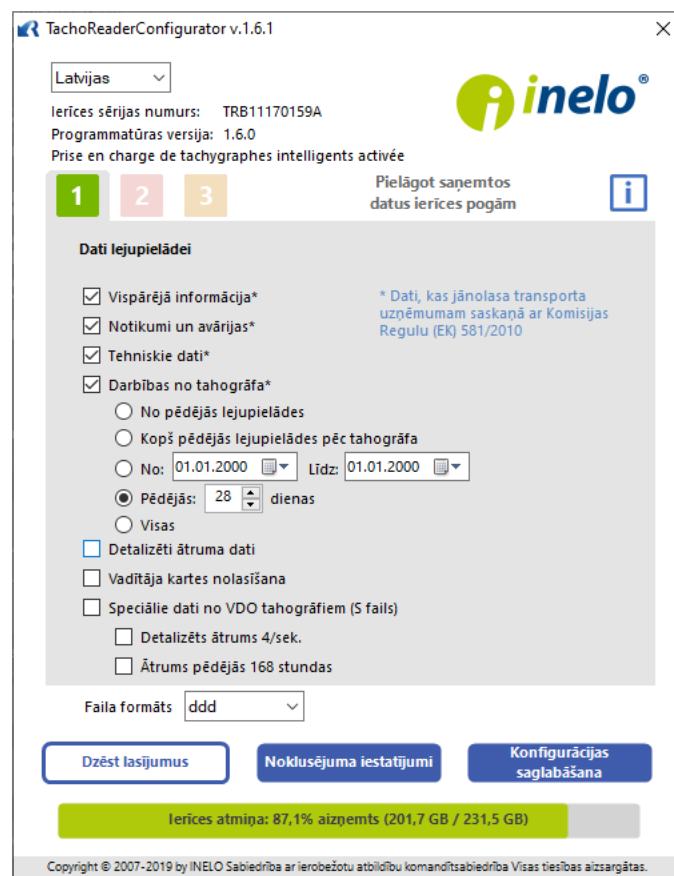 TachoReaderConfigurator v.1.6.1
Latvijas
inelo®
Ierīces sērijas numurs: TRB11170159A
Programmatūras versija: 1.6.0
Prise en charge de tachygraphes intelligents activée
1 2 3
Pielāgot saņemtos
datus ierīces pogām
i
Dati lejupielādei
Vispārējā informācija*
* Dati, kas jānolasa transporta
uzņēmumam saskaņā ar Komisijas
Regulu (EK) 581/2010
Notikumi un avārijas*
Tehniskie dati*
Darbības no tahogrāfa*
No pēdējās lejupielādes
Kopš pēdējās lejupielādes pēc tahogrāfa
No: 01.01.2000 Līdz: 01.01.2000
Pēdējās: 28 dienas
Visas
Detalizēti ātruma dati
Vadītāja kartes nolasīšana
Speciālie dati no VDO tahogrāfiem (S fails)
Detalizēts ātrums 4/sek.
Ātrums pēdējās 168 stundas
Faila formāts ddd
Dzēst lasījumus
Noklusējuma iestatījumi
Konfigurācijas
saglabāšana
Ierīces atmiņa: 87,1% aizņemts (201,7 GB / 231,5 GB)
Copyright © 2007-2019 by INELO Sabiedrība ar ierobežotu atbildību komandītsabiedrība Visas tiesības aizsargātas.